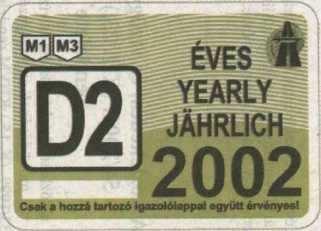 M1 M3
D2
ÉVES
YEARLY
JÄHRLICH
2002
Csak a hozzá tartozó igazolólappal együtt érvényes!